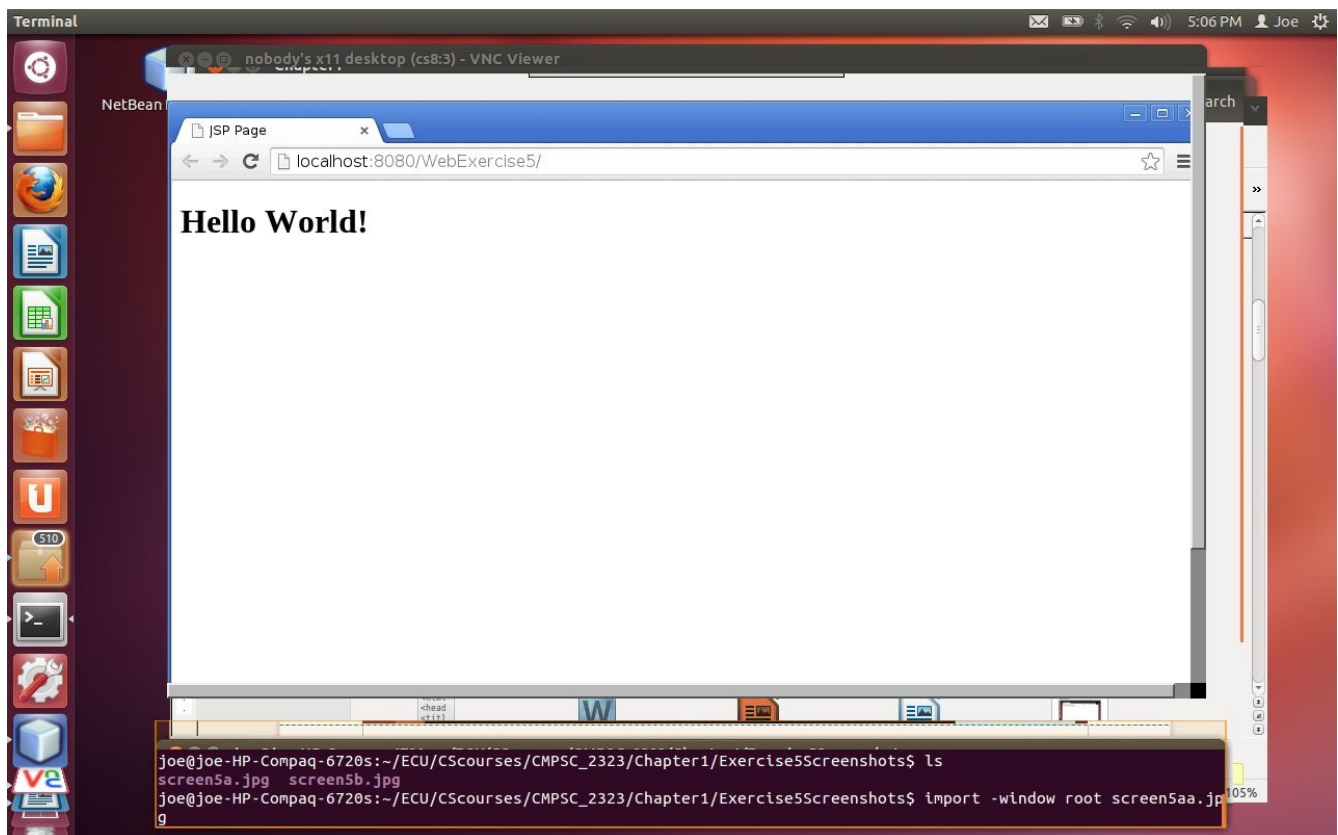 Terminal
5:06 PM Joe
nobody's x11 desktop (cs8:3) - VNC Viewer
NetBean
arch
JSP Page
localhost:8080/WebExercise5/
»
Hello World!
510
>_
<head
<titl
W
joe@joe-HP-Compaq-6720s:~/ECU/CScourses/CMPSC_2323/Chapter1/Exercise5Screenshots$ ls
screen5a.jpg screen5b.jpg
joe@joe-HP-Compaq-6720s:~/ECU/CScourses/CMPSC_2323/Chapter1/Exercise5Screenshots$ import -window root screen5aa.jp
g
105%